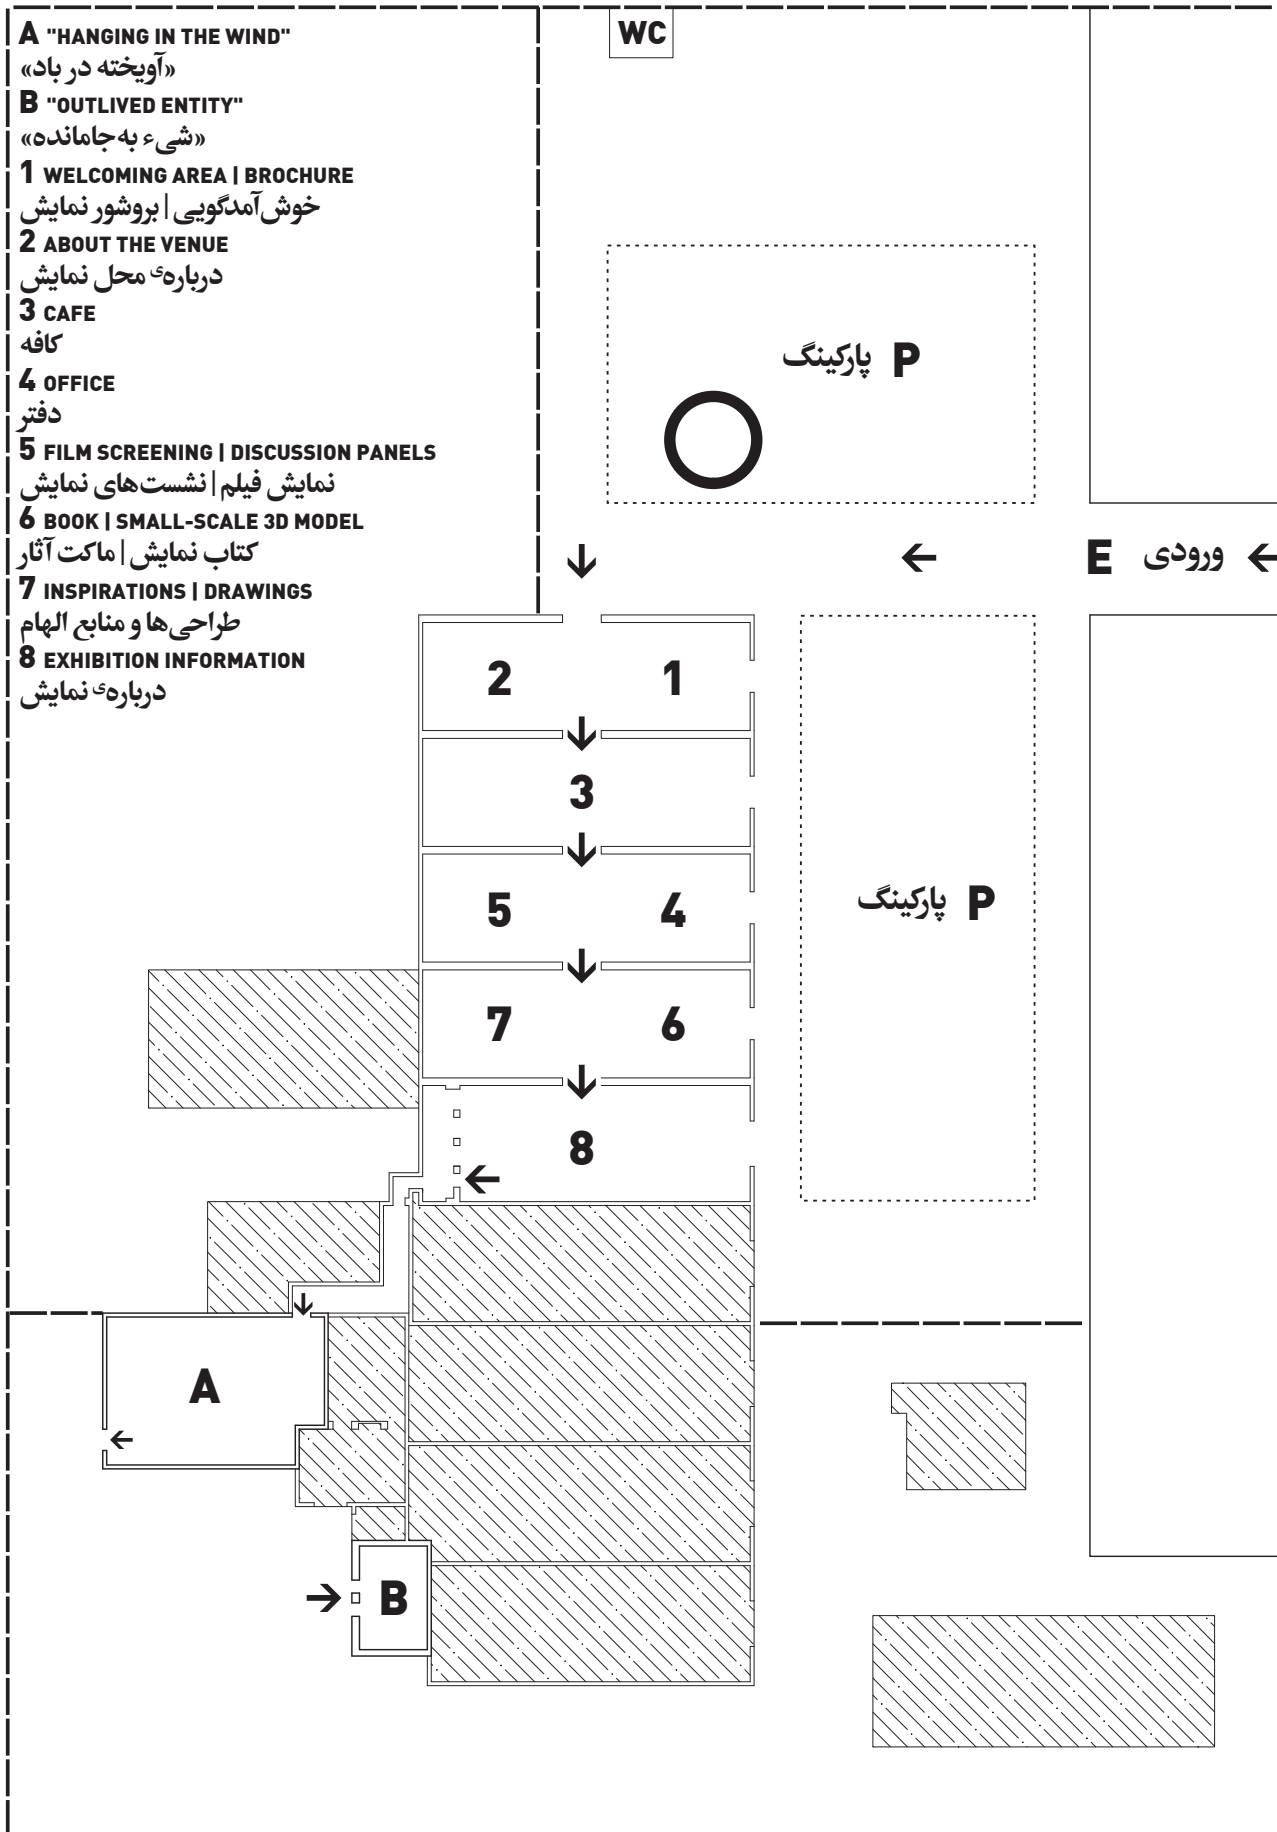 A "HANGING IN THE WIND"
«آویخته در باد»
B "OUTLIVED ENTITY"
«شیء به‌جامانده»
1 WELCOMING AREA | BROCHURE
خوش‌آمدگویی | بروشور نمایش
2 ABOUT THE VENUE
درباره‌ی محل نمایش
3 CAFE
کافه
4 OFFICE
دفتر
5 FILM SCREENING | DISCUSSION PANELS
نمایش فیلم | نشست‌های نمایش
6 BOOK | SMALL-SCALE 3D MODEL
کتاب نمایش | ماکت آثار
7 INSPIRATIONS | DRAWINGS
طراحی‌ها و منابع الهام
8 EXHIBITION INFORMATION
درباره‌ی نمایش
WC
P پارکینگ
E ورودی
2
1
3
5
4
P پارکینگ
7
6
8
A
B